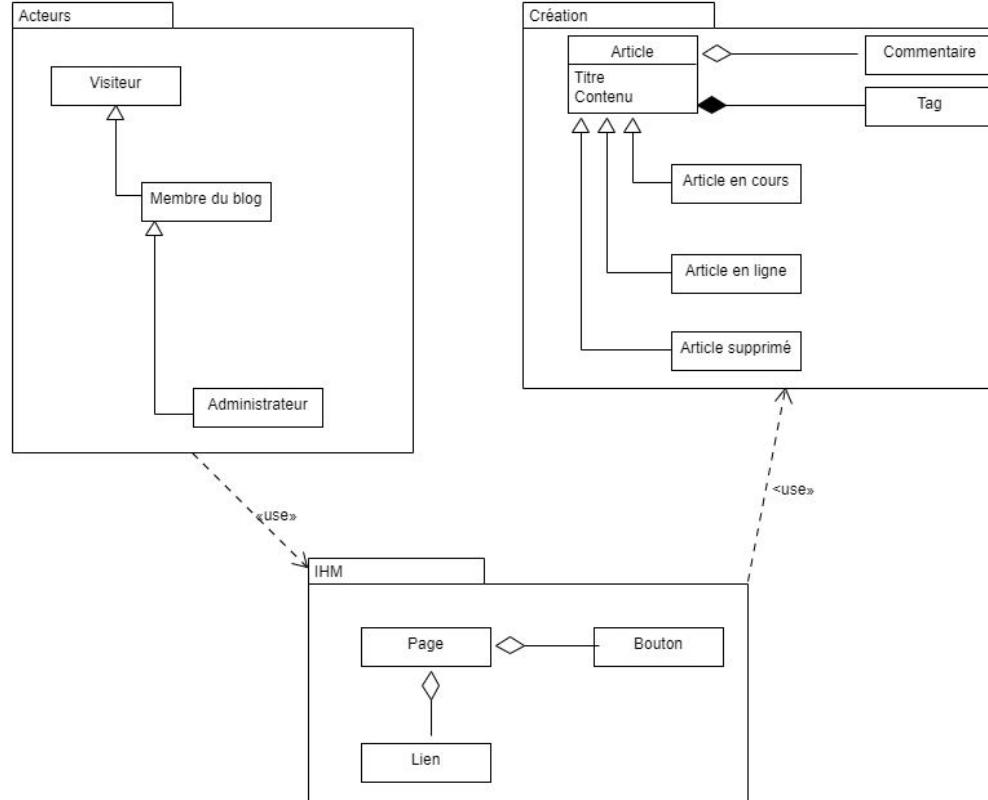 Acteurs
Visiteur
Membre du blog
Administrateur
Création
Article
Titre
Contenu
Commentaire
Tag
Article en cours
Article en ligne
Article supprimé
«use»
<use»
IHM
Page
Bouton
Lien